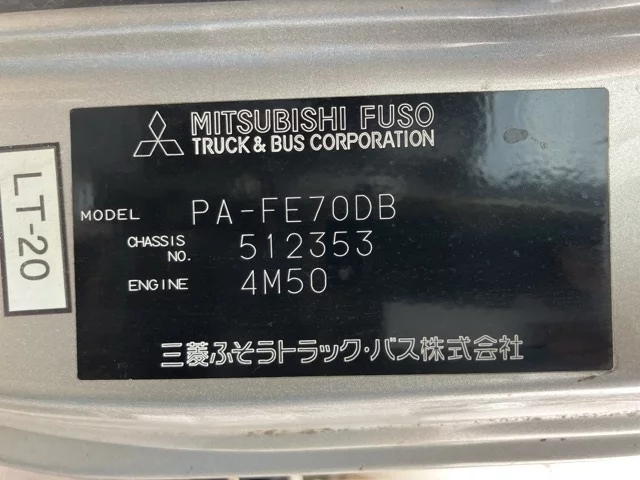 MITSUBISHI FUSO
TRUCK & BUS CORPORATION
LT-20
MODEL PA-FE70DB
CHASSIS NO. 512353
ENGINE 4M50
三菱ふそうトラック・バス株式会社